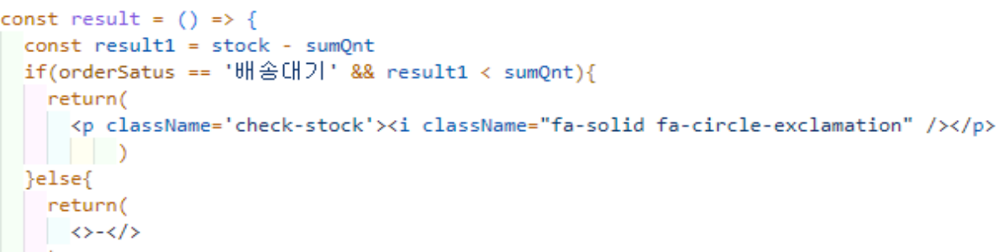 const result = () => {
const result1 = stock - sumQnt
if(orderSatus == '배송대기' && result1 < sumQnt){
return(
<p className='check-stock'><i className="fa-solid fa-circle-exclamation" /></p>
)
}else{
return(
<>-</>